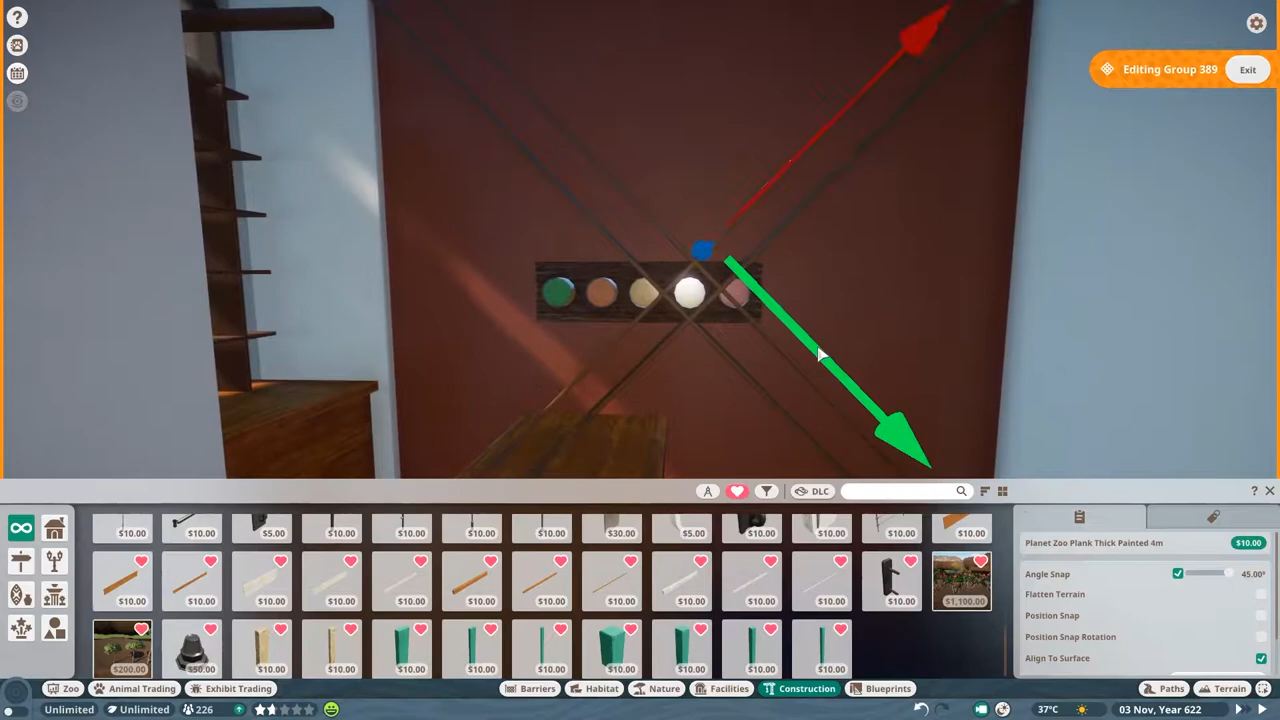 ?
Editing Group 389 Exit
DLC
? ×
$10.00 $10.00 $5.00 $10.00 $10.00 $10.00 $10.00 $30.00 $5.00 $10.00 $10.00 $10.00 $10.00
$10.00 $10.00 $10.00 $10.00 $10.00 $10.00 $10.00 $10.00 $10.00 $10.00 $10.00 $10.00 $1,100.00
$200.00 $50.00 $10.00 $10.00 $10.00 $10.00 $10.00 $10.00 $10.00 $10.00 $10.00
Planet Zoo Plank Thick Painted 4m $10.00
Angle Snap 45.00°
Flatten Terrain
Position Snap
Position Snap Rotation
Align To Surface
Zoo Animal Trading Exhibit Trading Barriers Habitat Nature Facilities Construction Blueprints Paths Terrain
Unlimited Unlimited 226 37°C 03 Nov, Year 622